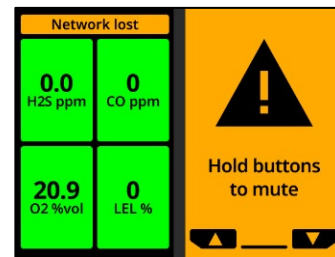 Network lost
0.0
H2S ppm
0
CO ppm
20.9
O2 %vol
0
LEL %
!
Hold buttons
to mute